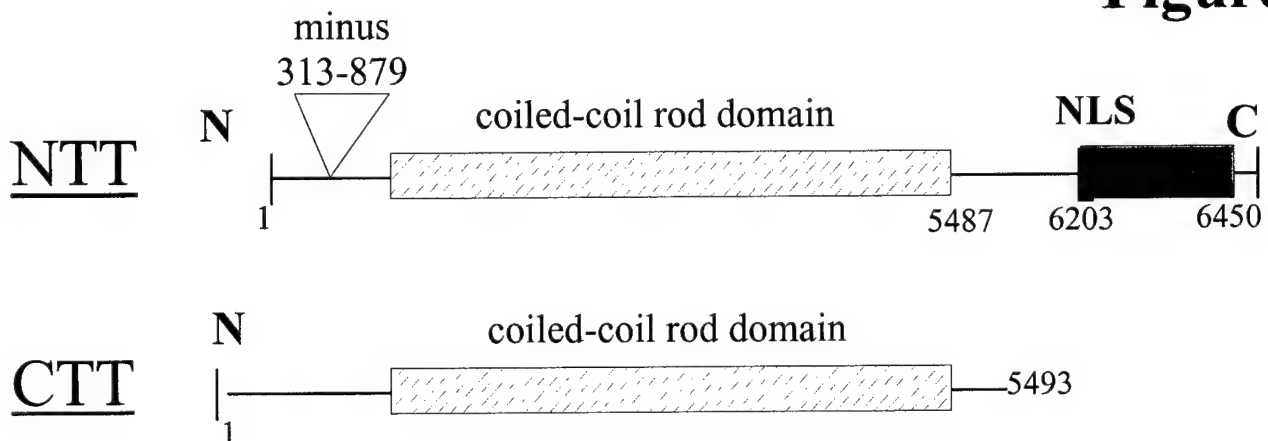 Figure
minus
313-879
N
coiled-coil rod domain
NLS
C
NTT
1
5487
6203
6450
N
coiled-coil rod domain
CTT
1
5493